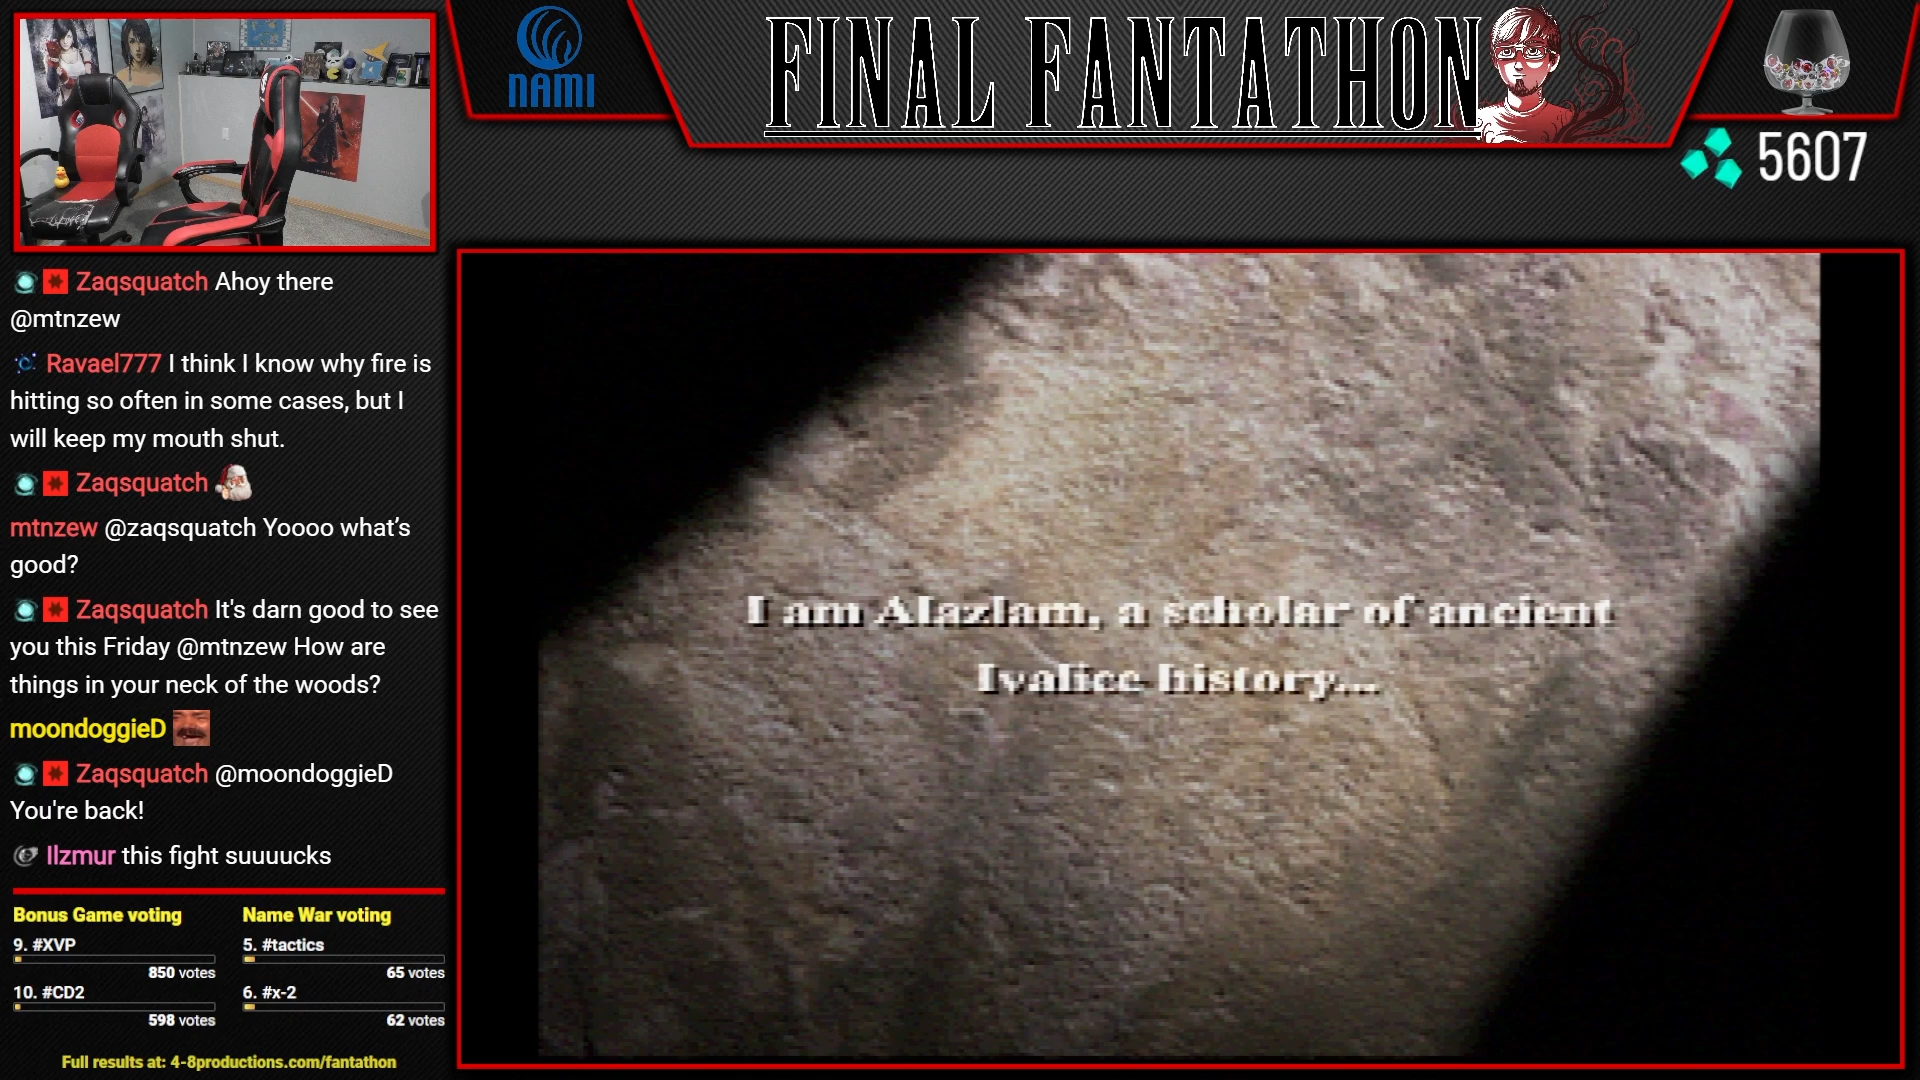 NAMI
FINAL FANTATHON
5607
Zaqsquatch Ahoy there
@mtnzew
Ravael777 I think I know why fire is
hitting so often in some cases, but I
will keep my mouth shut.
Zaqsquatch
mtnzew @zaqsquatch Yoooo what’s
good?
Zaqsquatch It's darn good to see
you this Friday @mtnzew How are
things in your neck of the woods?
moondoggieD
Zaqsquatch @moondoggieD
You're back!
Ilzmur this fight suuuucks
I am Alazlam, a scholar of ancient
Ivalice history...
Bonus Game voting
9. #XVP
850 votes
10. #CD2
598 votes
Name War voting
5. #tactics
65 votes
6. #x-2
62 votes
Full results at: 4-8productions.com/fantathon